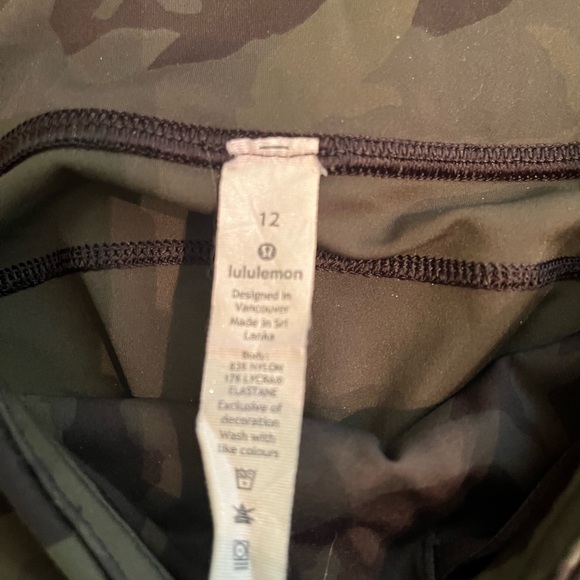 12
lululemon
Designed in
Vancouver
Made in Sri
Lanka
Body:
83% NYLON
17% LYCRA®
ELASTANE
Exclusive of
decoration
Wash with
like colours